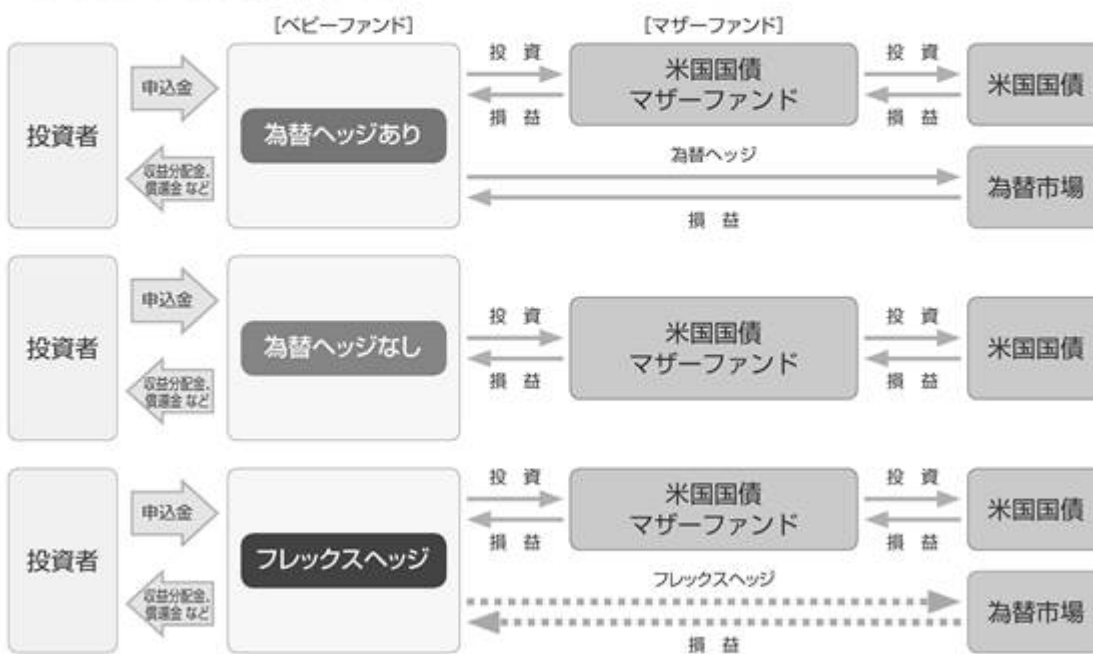 [ベビーファンド]
[マザーファンド]
投資者
申込金
収益分配金、
償還金 など
為替ヘッジあり
投 資
損 益
米国国債
マザーファンド
投 資
損 益
米国国債
為替ヘッジ
損 益
為替市場
投資者
申込金
収益分配金、
償還金 など
為替ヘッジなし
投 資
損 益
米国国債
マザーファンド
投 資
損 益
米国国債
投資者
申込金
収益分配金、
償還金 など
フレックスヘッジ
投 資
損 益
米国国債
マザーファンド
投 資
損 益
米国国債
フレックスヘッジ
損 益
為替市場